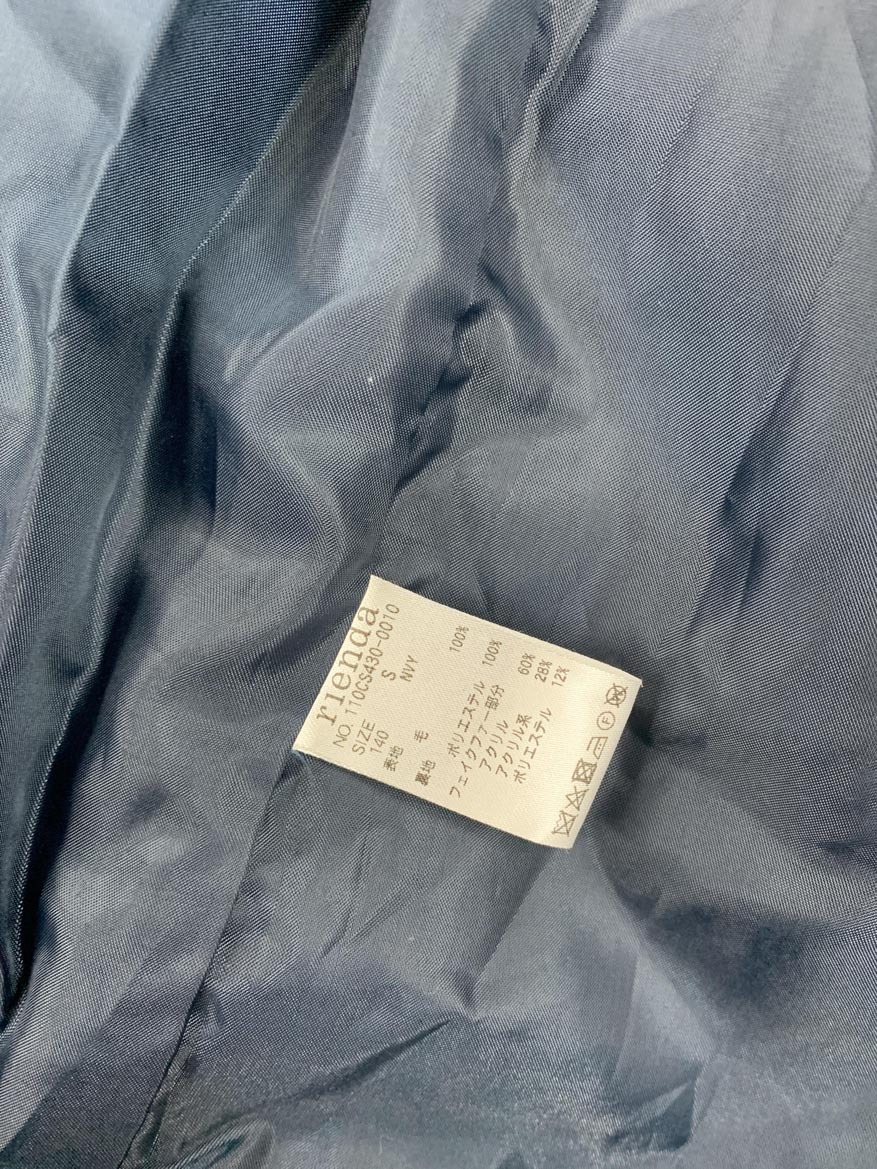 rienda
NO. 110CS430-0010
SIZE S
140 NVY
表地 毛 100%
裏地 ポリエステル 100%
フェイクファー部分
アクリル 60%
アクリル系 28%
ポリエステル 12%
F